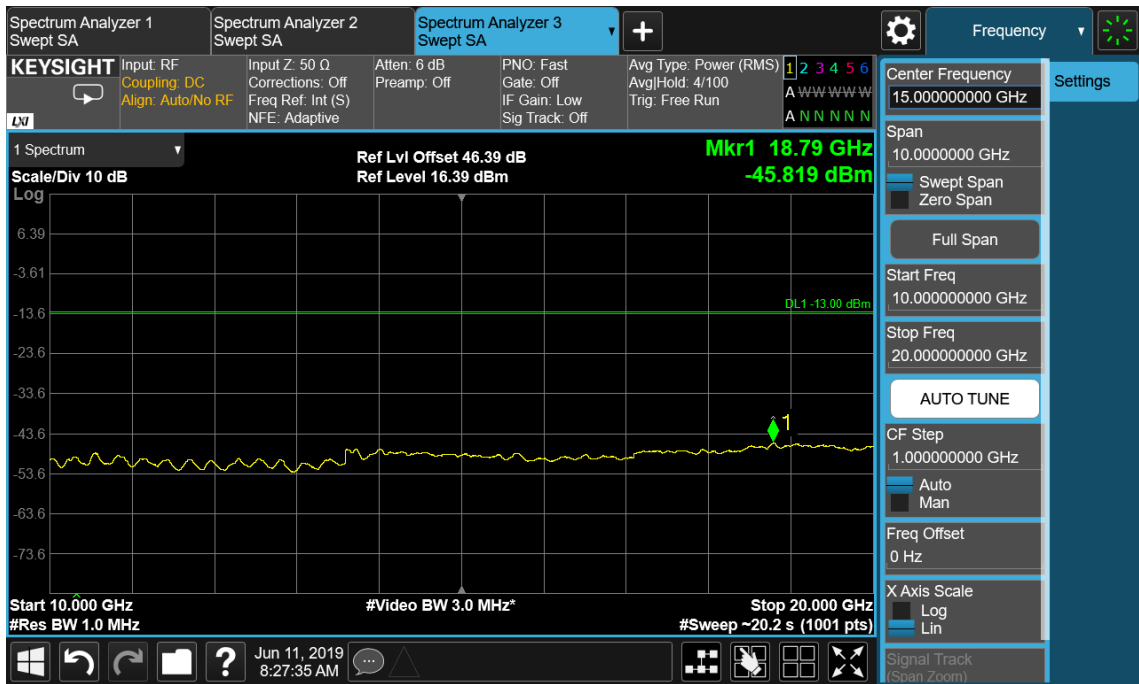 Spectrum Analyzer 1
Swept SA
Spectrum Analyzer 2
Swept SA
Spectrum Analyzer 3
Swept SA
Frequency
KEYSIGHT
LXI
Input: RF
Coupling: DC
Align: Auto/No RF
Input Z: 50 Ω
Corrections: Off
Freq Ref: Int (S)
NFE: Adaptive
Atten: 6 dB
Preamp: Off
PNO: Fast
Gate: Off
IF Gain: Low
Sig Track: Off
Avg Type: Power (RMS)
Avg|Hold: 4/100
Trig: Free Run
1 2 3 4 5 6
A W W W W W
A N N N N N
1 Spectrum
Scale/Div 10 dB
Ref Lvl Offset 46.39 dB
Ref Level 16.39 dBm
Mkr1 18.79 GHz
-45.819 dBm
Log
6.39
-3.61
-13.6
-23.6
-33.6
-43.6
-53.6
-63.6
-73.6
DL1 -13.00 dBm
1
Start 10.000 GHz
#Res BW 1.0 MHz
#Video BW 3.0 MHz*
Stop 20.000 GHz
#Sweep ~20.2 s (1001 pts)
Center Frequency
15.000000000 GHz
Span
10.0000000 GHz
Swept Span
Zero Span
Full Span
Start Freq
10.000000000 GHz
Stop Freq
20.000000000 GHz
AUTO TUNE
CF Step
1.000000000 GHz
Auto
Man
Freq Offset
0 Hz
X Axis Scale
Log
Lin
Signal Track
(Span Zoom)
Settings
?
Jun 11, 2019
8:27:35 AM